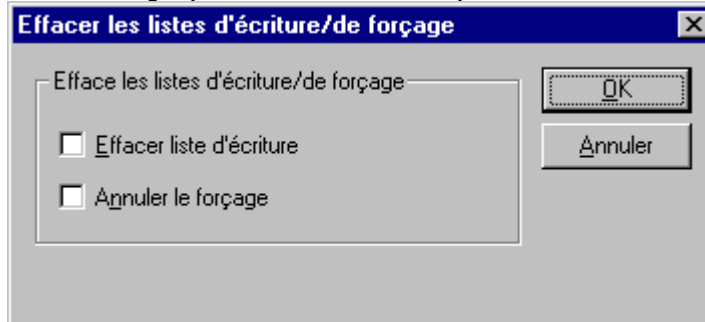 Effacer les listes d'écriture/de forçage
Efface les listes d'écriture/de forçage
OK
Effacer liste d'écriture
Annuler
Annuler le forçage